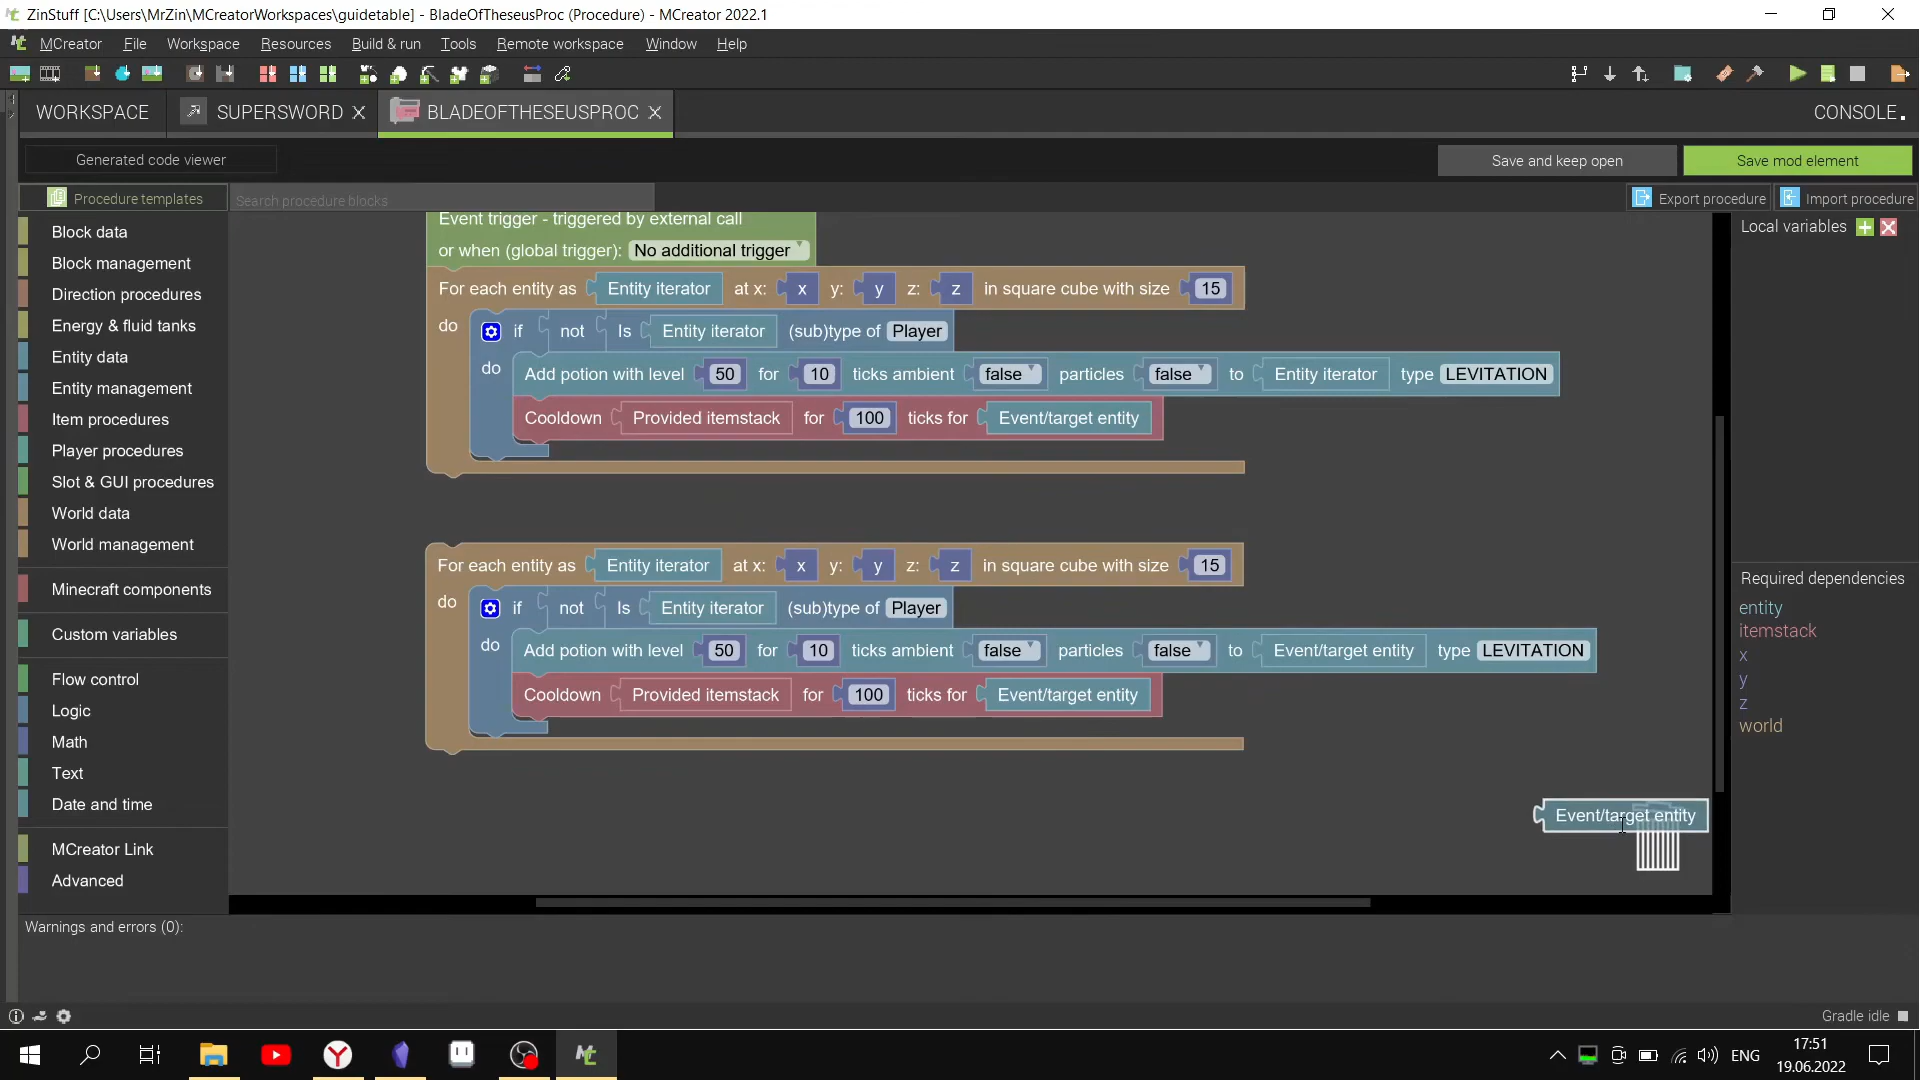 ZinStuff [C:\Users\MrZin\MCreatorWorkspaces\guidetable] - BladeOfTheseusProc (Procedure) - MCreator 2022.1
MCreator File Workspace Resources Build & run Tools Remote workspace Window Help
WORKSPACE SUPERSWORD BLADEOFTHESEUSPROC CONSOLE
Generated code viewer Save and keep open Save mod element
Procedure templates Search procedure blocks Export procedure Import procedure
Block data
Block management
Direction procedures
Energy & fluid tanks
Entity data
Entity management
Item procedures
Player procedures
Slot & GUI procedures
World data
World management
Minecraft components
Custom variables
Flow control
Logic
Math
Text
Date and time
MCreator Link
Advanced
Event trigger - triggered by external call
or when (global trigger): No additional trigger
For each entity as Entity iterator at x: x y: y z: z in square cube with size 15
do if not Is Entity iterator (sub)type of Player
do Add potion with level 50 for 10 ticks ambient false particles false to Entity iterator type LEVITATION
Cooldown Provided itemstack for 100 ticks for Event/target entity
For each entity as Entity iterator at x: x y: y z: z in square cube with size 15
do if not Is Entity iterator (sub)type of Player
do Add potion with level 50 for 10 ticks ambient false particles false to Event/target entity type LEVITATION
Cooldown Provided itemstack for 100 ticks for Event/target entity
Event/target entity
Local variables
Required dependencies
entity
itemstack
x
y
z
world
Warnings and errors (0):
Gradle idle
ENG 17:51
19.06.2022